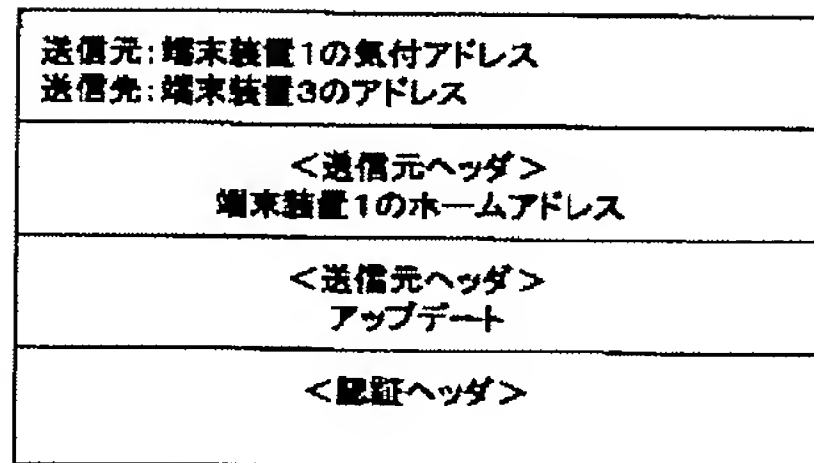 送信元:端末装置1の気付アドレス
送信先:端末装置3のアドレス
<送信元ヘッダ>
端末装置1のホームアドレス
<送信元ヘッダ>
アップデート
<認証ヘッダ>